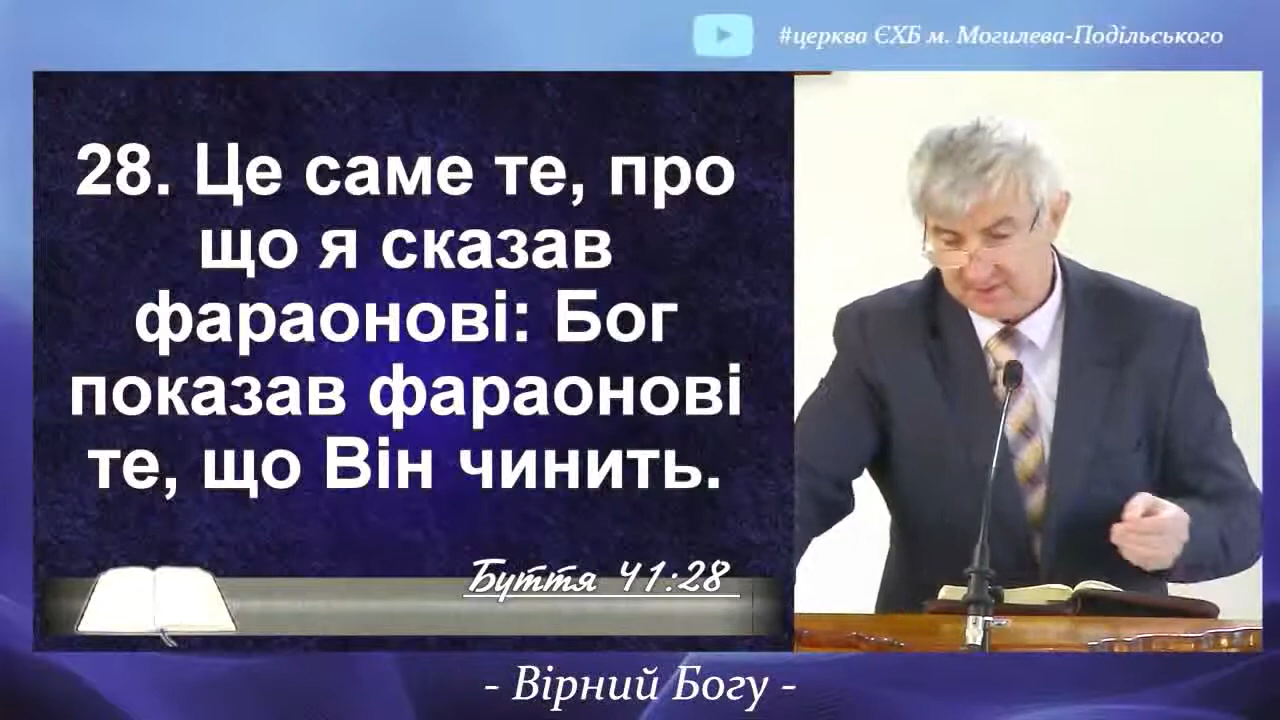 #церква ЄХБ м. Могилева-Подільського
28. Це саме те, про
що я сказав
фараонові: Бог
показав фараонові
те, що Він чинить.
Буття 41:28
- Вірний Богу -